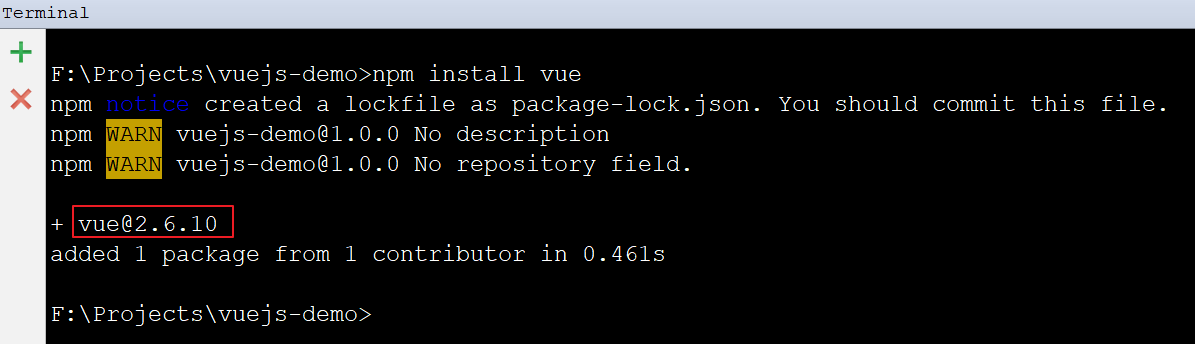 Terminal
F:\Projects\vuejs-demo>npm install vue
npm notice created a lockfile as package-lock.json. You should commit this file.
npm WARN vuejs-demo@1.0.0 No description
npm WARN vuejs-demo@1.0.0 No repository field.
+ vue@2.6.10
added 1 package from 1 contributor in 0.461s
F:\Projects\vuejs-demo>